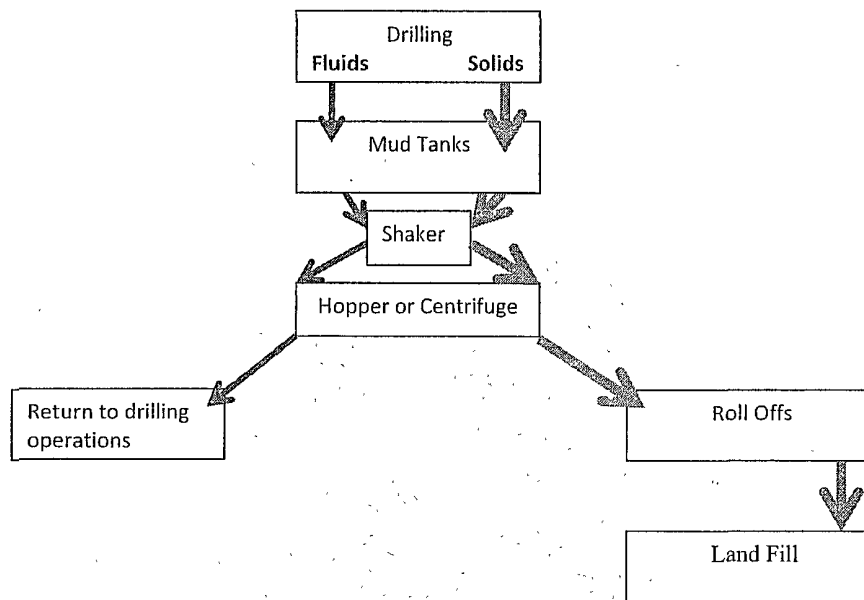 Drilling
Fluids Solids
Mud Tanks
Shaker
Hopper or Centrifuge
Return to drilling
operations
Roll Offs
Land Fill